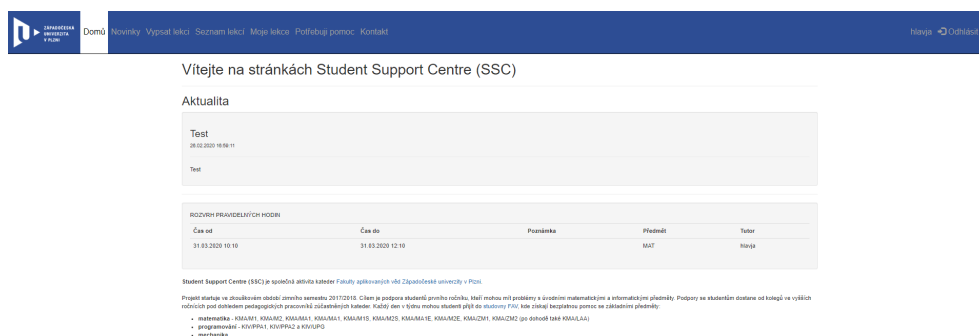 ZÁPADOČESKÁ
UNIVERZITA
V PLZNI
Domů Novinky Vypsat lekci Seznam lekcí Moje lekce Potřebuji pomoc Kontakt hlavja Odhlásit
Vítejte na stránkách Student Support Centre (SSC)
Aktualita
Test
28.02.2020 18:59:11
Test
ROZVRH PRAVIDELNÝCH HODIN
Čas od Čas do Poznámka Předmět Tutor
31.03.2020 10:10 31.03.2020 12:10 MAT hlavja
Student Support Centre (SSC) je společná aktivita kateder Fakulty aplikovaných věd Západočeské univerzity v Plzni.
Projekt startuje ve zkouškovém období zimního semestru 2017/2018. Cílem je podpora studentů prvního ročníku, kteří mohou mít problémy s úvodními matematickými a informatickými předměty. Podpory se studentům dostane od kolegů ve vyšších
ročnících pod dohledem pedagogických pracovníků zúčastněných kateder. Každý den v týdnu mohou studenti přijít do studovny FAV, kde získají bezplatnou pomoc se základními předměty:
• matematika - KMA/M1, KMA/M2, KMA/MA1, KMA/MA1, KMA/M1S, KMA/M2S, KMA/MA1E, KMA/M2E, KMA/ZM1, KMA/ZM2 (po dohodě také KMA/LAA)
• programování - KIV/PPA1, KIV/PPA2 a KIV/UPG
• mechanika